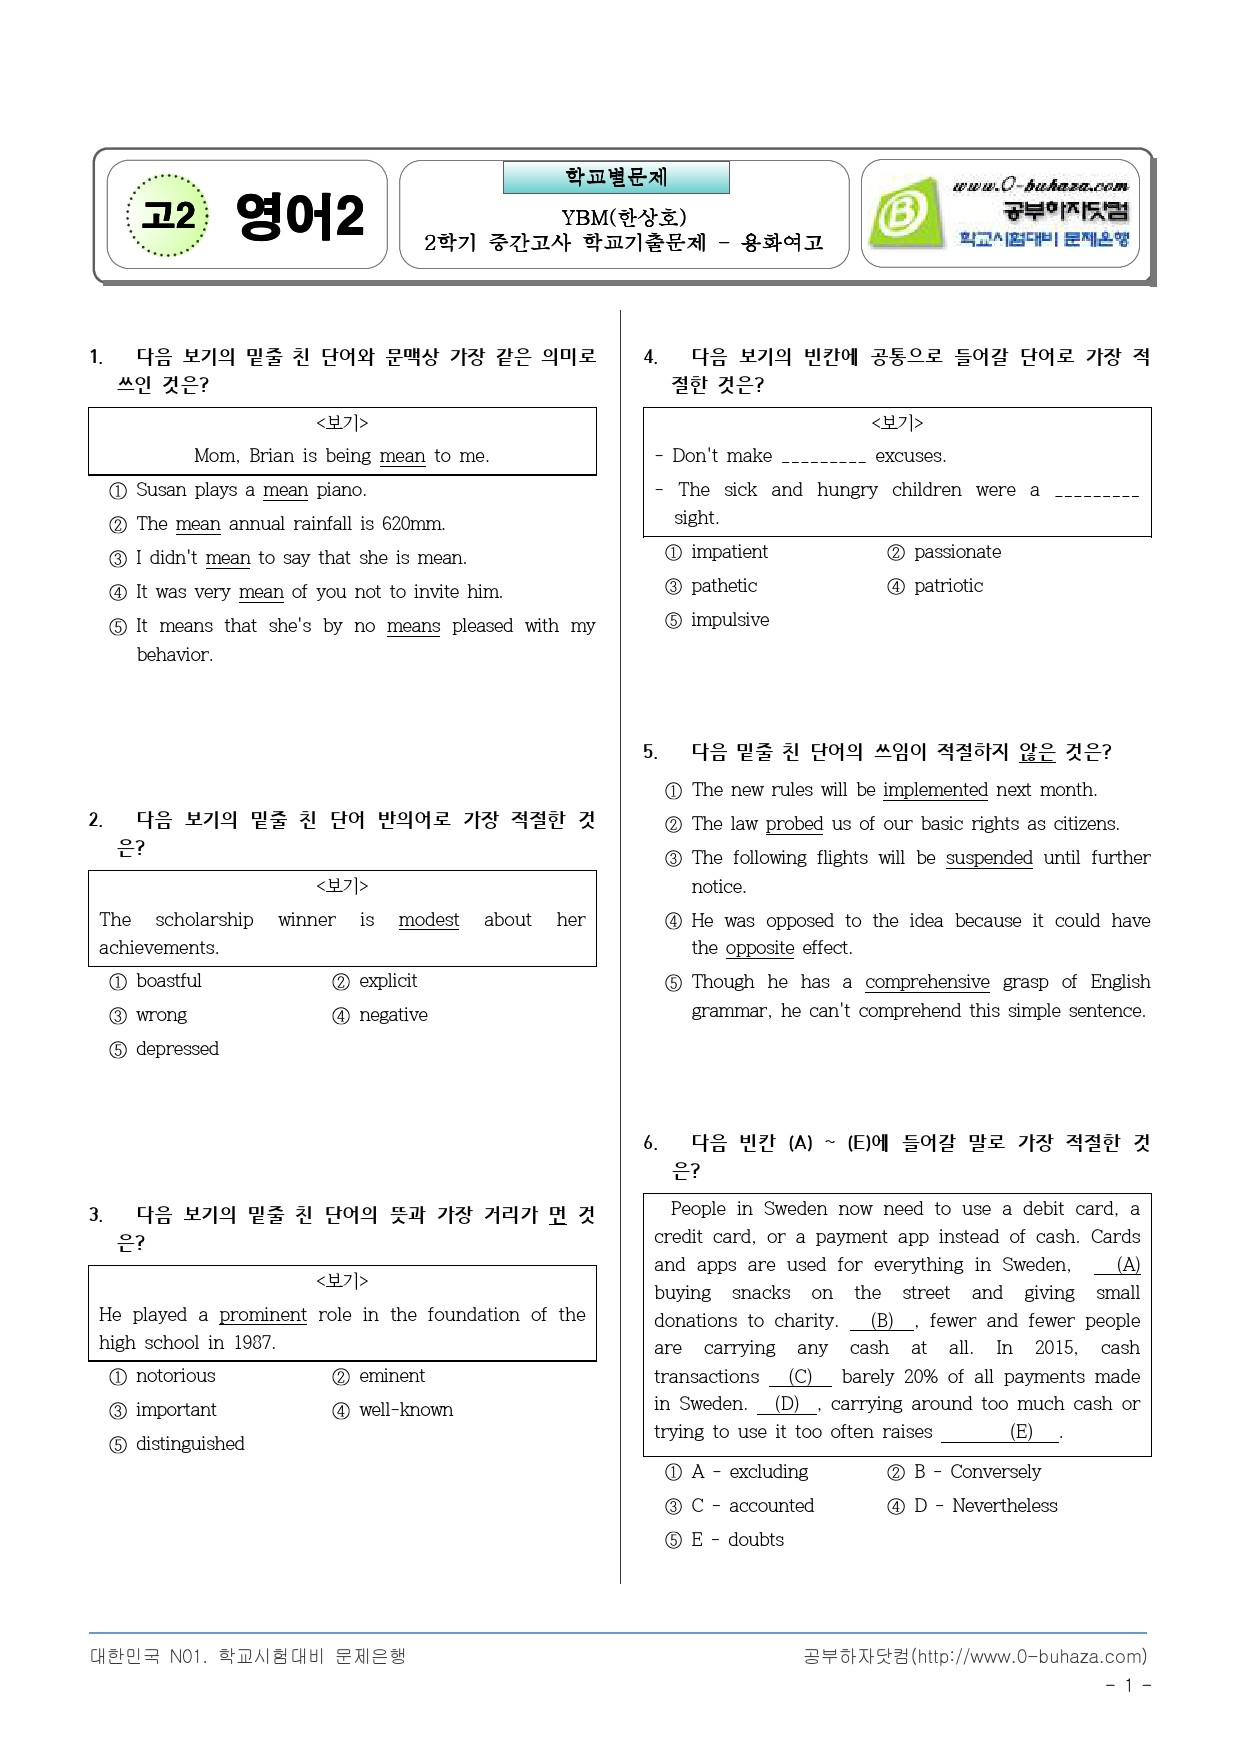 고2
영어2
학교별문제
YBM(한상호)
2학기 중간고사 학교기출문제 - 용화여고
www.0-buhaza.com
공부하자닷컴
학교시험대비 문제은행
1. 다음 보기의 밑줄 친 단어와 문맥상 가장 같은 의미로
쓰인 것은?
<보기>
Mom, Brian is being mean to me.
① Susan plays a mean piano.
② The mean annual rainfall is 620mm.
③ I didn't mean to say that she is mean.
④ It was very mean of you not to invite him.
⑤ It means that she's by no means pleased with my
behavior.
2. 다음 보기의 밑줄 친 단어 반의어로 가장 적절한 것
은?
<보기>
The scholarship winner is modest about her
achievements.
① boastful ② explicit
③ wrong ④ negative
⑤ depressed
3. 다음 보기의 밑줄 친 단어의 뜻과 가장 거리가 먼 것
은?
<보기>
He played a prominent role in the foundation of the
high school in 1987.
① notorious ② eminent
③ important ④ well-known
⑤ distinguished
4. 다음 보기의 빈칸에 공통으로 들어갈 단어로 가장 적
절한 것은?
<보기>
- Don't make _________ excuses.
- The sick and hungry children were a _________
sight.
① impatient ② passionate
③ pathetic ④ patriotic
⑤ impulsive
5. 다음 밑줄 친 단어의 쓰임이 적절하지 않은 것은?
① The new rules will be implemented next month.
② The law probed us of our basic rights as citizens.
③ The following flights will be suspended until further
notice.
④ He was opposed to the idea because it could have
the opposite effect.
⑤ Though he has a comprehensive grasp of English
grammar, he can't comprehend this simple sentence.
6. 다음 빈칸 (A) ~ (E)에 들어갈 말로 가장 적절한 것
은?
People in Sweden now need to use a debit card, a
credit card, or a payment app instead of cash. Cards
and apps are used for everything in Sweden, (A)
buying snacks on the street and giving small
donations to charity. (B) , fewer and fewer people
are carrying any cash at all. In 2015, cash
transactions (C) barely 20% of all payments made
in Sweden. (D) , carrying around too much cash or
trying to use it too often raises (E) .
① A - excluding ② B - Conversely
③ C - accounted ④ D - Nevertheless
⑤ E - doubts
대한민국 N01. 학교시험대비 문제은행
공부하자닷컴(http://www.0-buhaza.com)
- 1 -